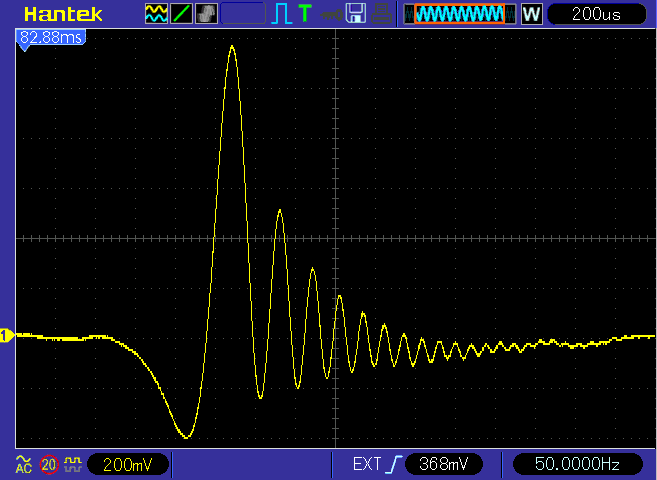 Hantek T W 200us
82.88ms
1
AC 20 200mV EXT 368mV 50.0000Hz